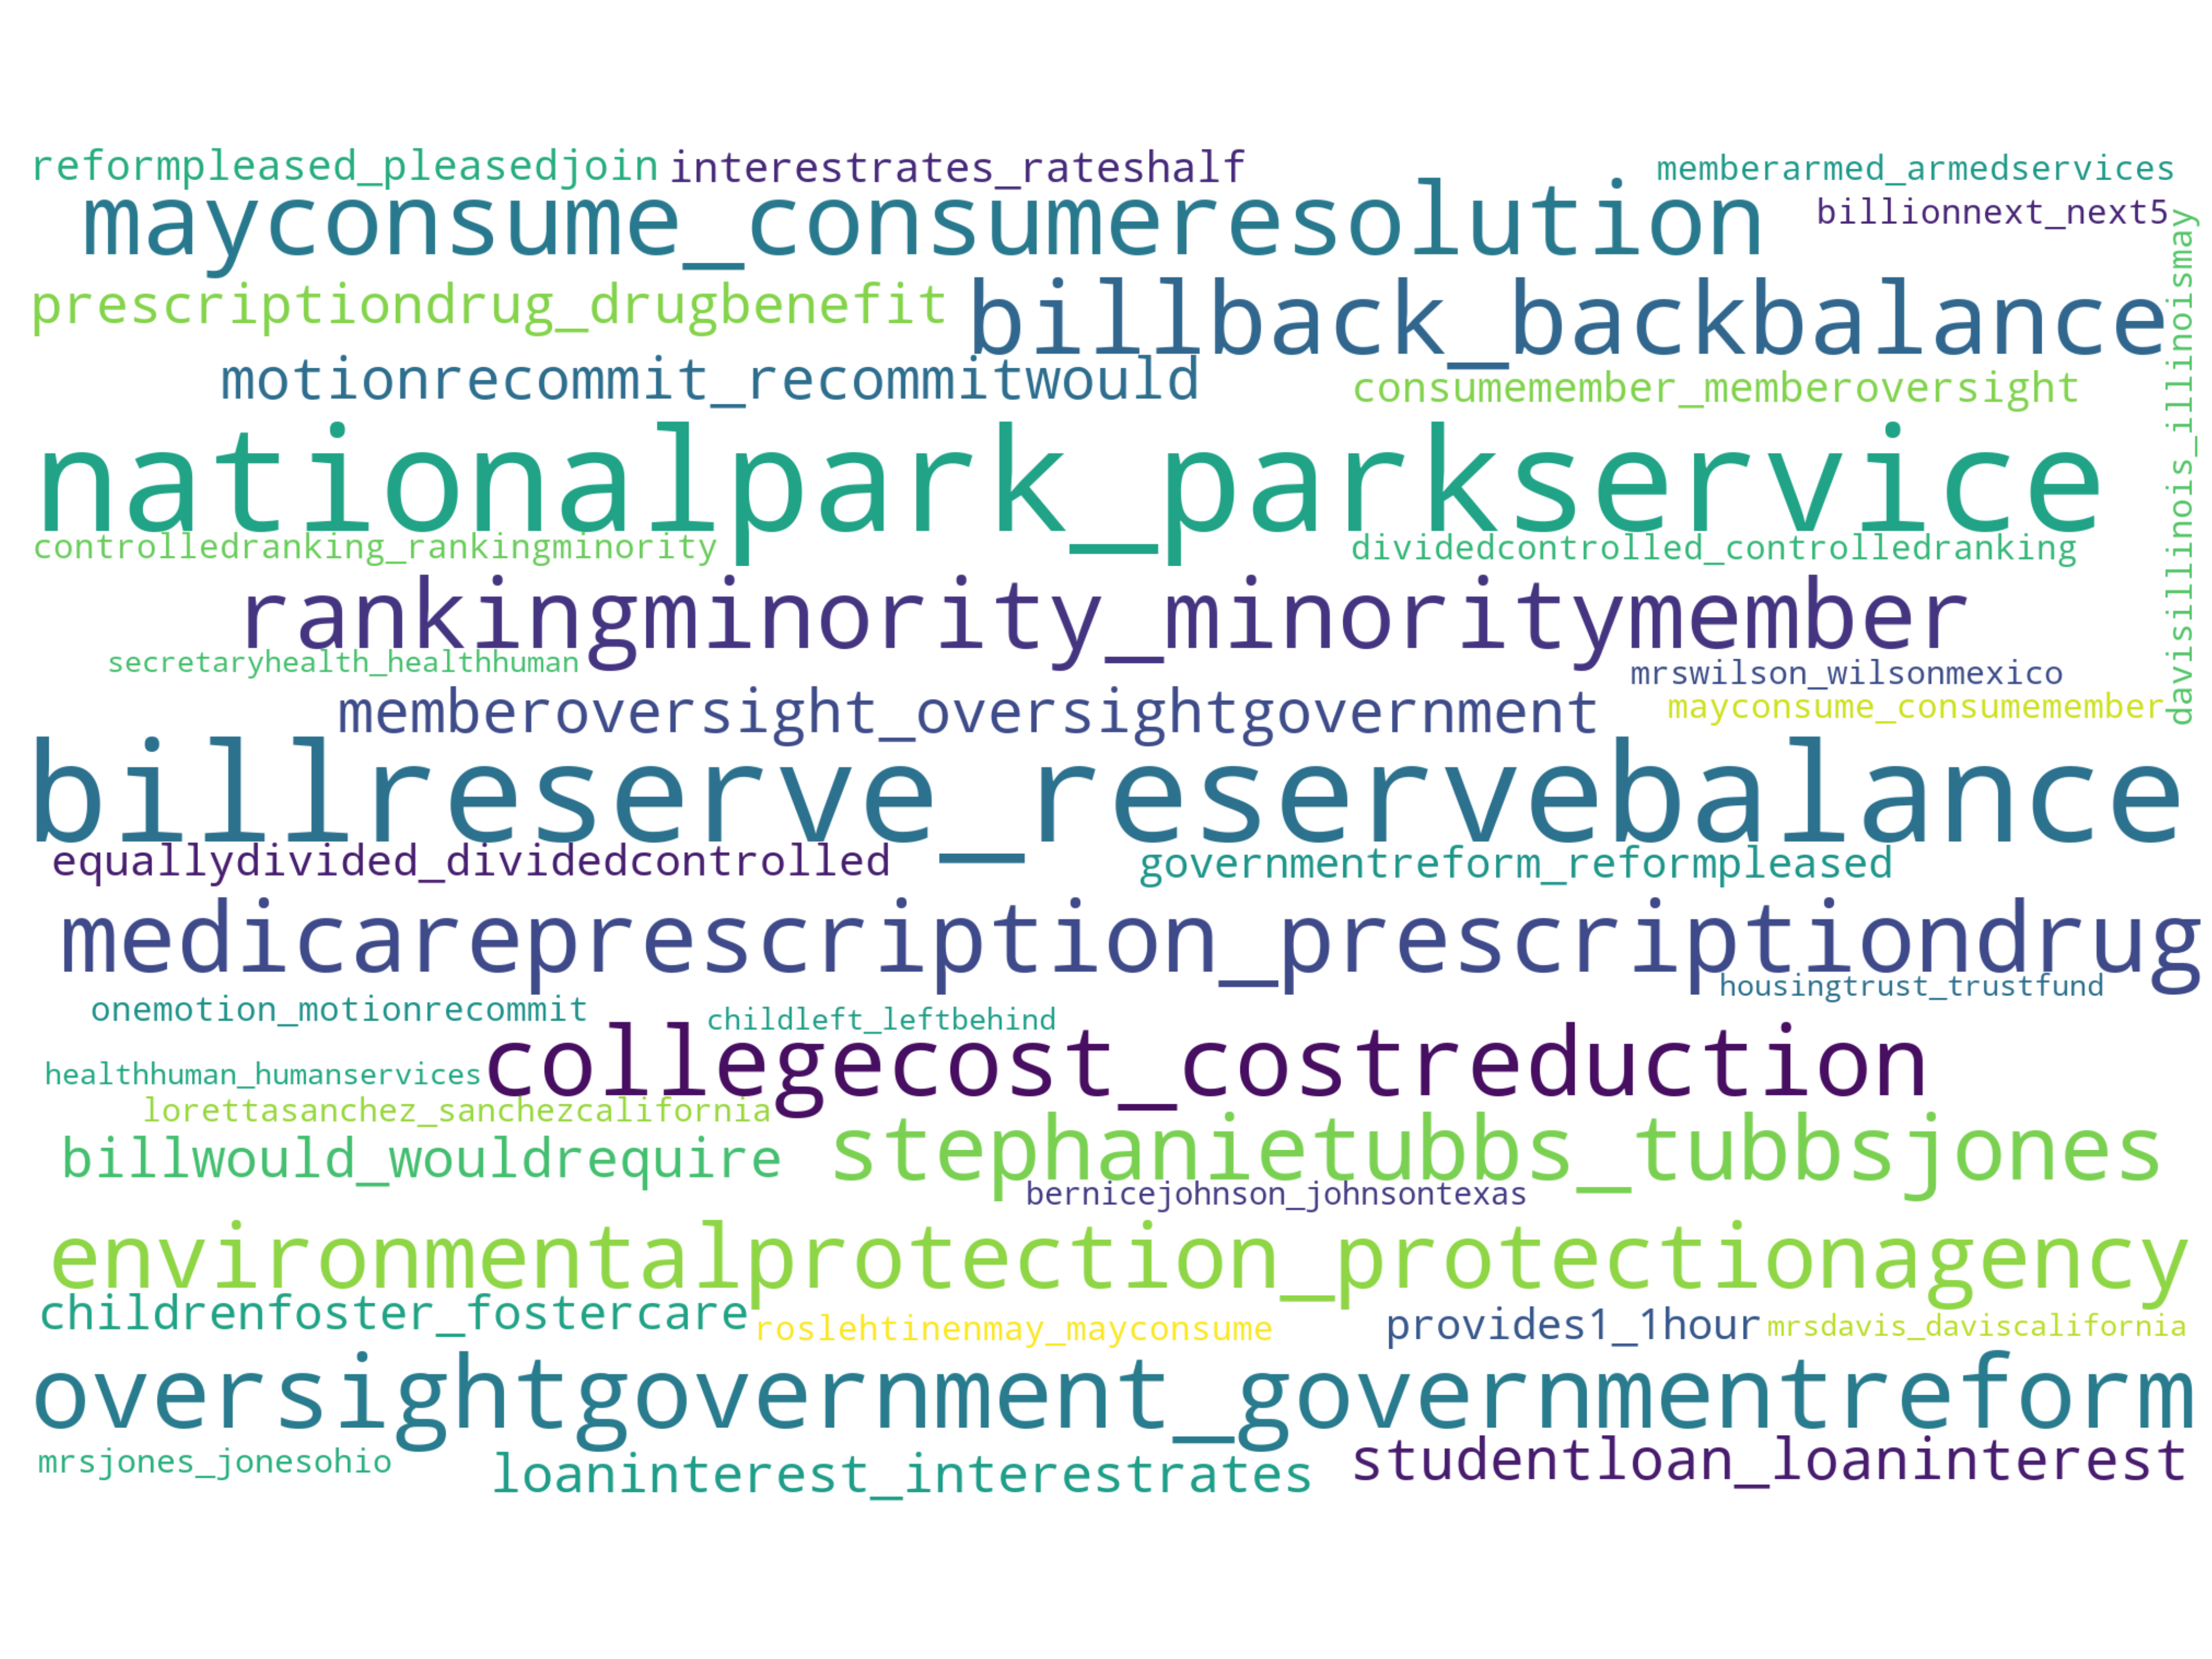 reformpleased_pleasedjoin interestrates_rateshalf memberarmed_armedservices
mayconsume_consumeresolution billionnext_next5
davisillinois_illinoismay
prescriptiondrug_drugbenefit billback_backbalance
motionrecommit_recommitwould consumemember_memberoversight
nationalpark_parkservice
controlledranking_rankingminority dividedcontrolled_controlledranking
rankingminority_minoritymember
secretaryhealth_healthhuman mrswilson_wilsonmexico
memberoversight_oversightgovernment mayconsume_consumemember
billreserve_reservebalance
equallydivided_dividedcontrolled governmentreform_reformpleased
medicareprescription_prescriptiondrug
housingtrust_trustfund
onemotion_motionrecommit childleft_leftbehind
collegecost_costreduction
healthhuman_humanservices
lorettasanchez_sanchezcalifornia
billwould_wouldrequire stephanietubbs_tubbsjones
bernicejohnson_johnsontexas
environmentalprotection_protectionagency
childrenfoster_fostercare roslehtinenmay_mayconsume provides1_1hour mrsdavis_daviscalifornia
oversightgovernment_governmentreform
mrsjones_jonesohio loaninterest_interestrates studentloan_loaninterest